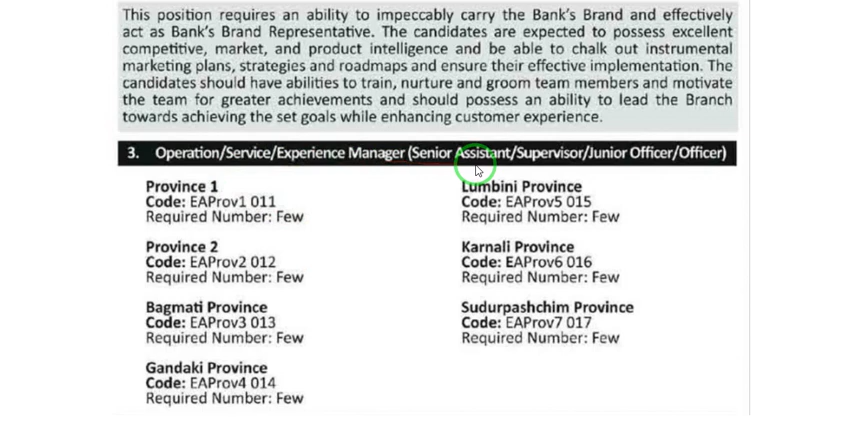 This position requires an ability to impeccably carry the Bank's Brand and effectively
act as Bank's Brand Representative. The candidates are expected to possess excellent
competitive, market, and product intelligence and be able to chalk out instrumental
marketing plans, strategies and roadmaps and ensure their effective implementation. The
candidates should have abilities to train, nurture and groom team members and motivate
the team for greater achievements and should possess an ability to lead the Branch
towards achieving the set goals while enhancing customer experience.
3. Operation/Service/Experience Manager (Senior Assistant/Supervisor/Junior Officer/Officer)
Province 1
Code: EAProv1 011
Required Number: Few
Province 2
Code: EAProv2 012
Required Number: Few
Bagmati Province
Code: EAProv3 013
Required Number: Few
Gandaki Province
Code: EAProv4 014
Required Number: Few
Lumbini Province
Code: EAProv5 015
Required Number: Few
Karnali Province
Code: EAProv6 016
Required Number: Few
Sudurpashchim Province
Code: EAProv7 017
Required Number: Few